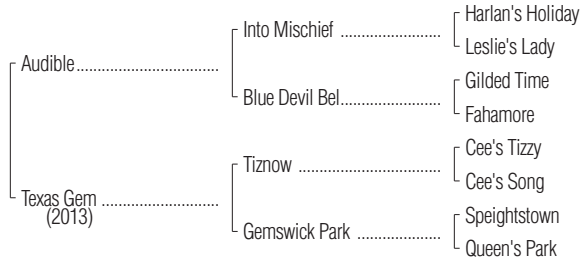 Harlan's Holiday
Into Mischief ....................
Leslie's Lady
Audible.............................
Gilded Time
Blue Devil Bel....................
Fahamore
Cee's Tizzy
Tiznow .............................
Cee's Song
Texas Gem ........................
(2013)
Speightstown
Gemswick Park .................
Queen's Park